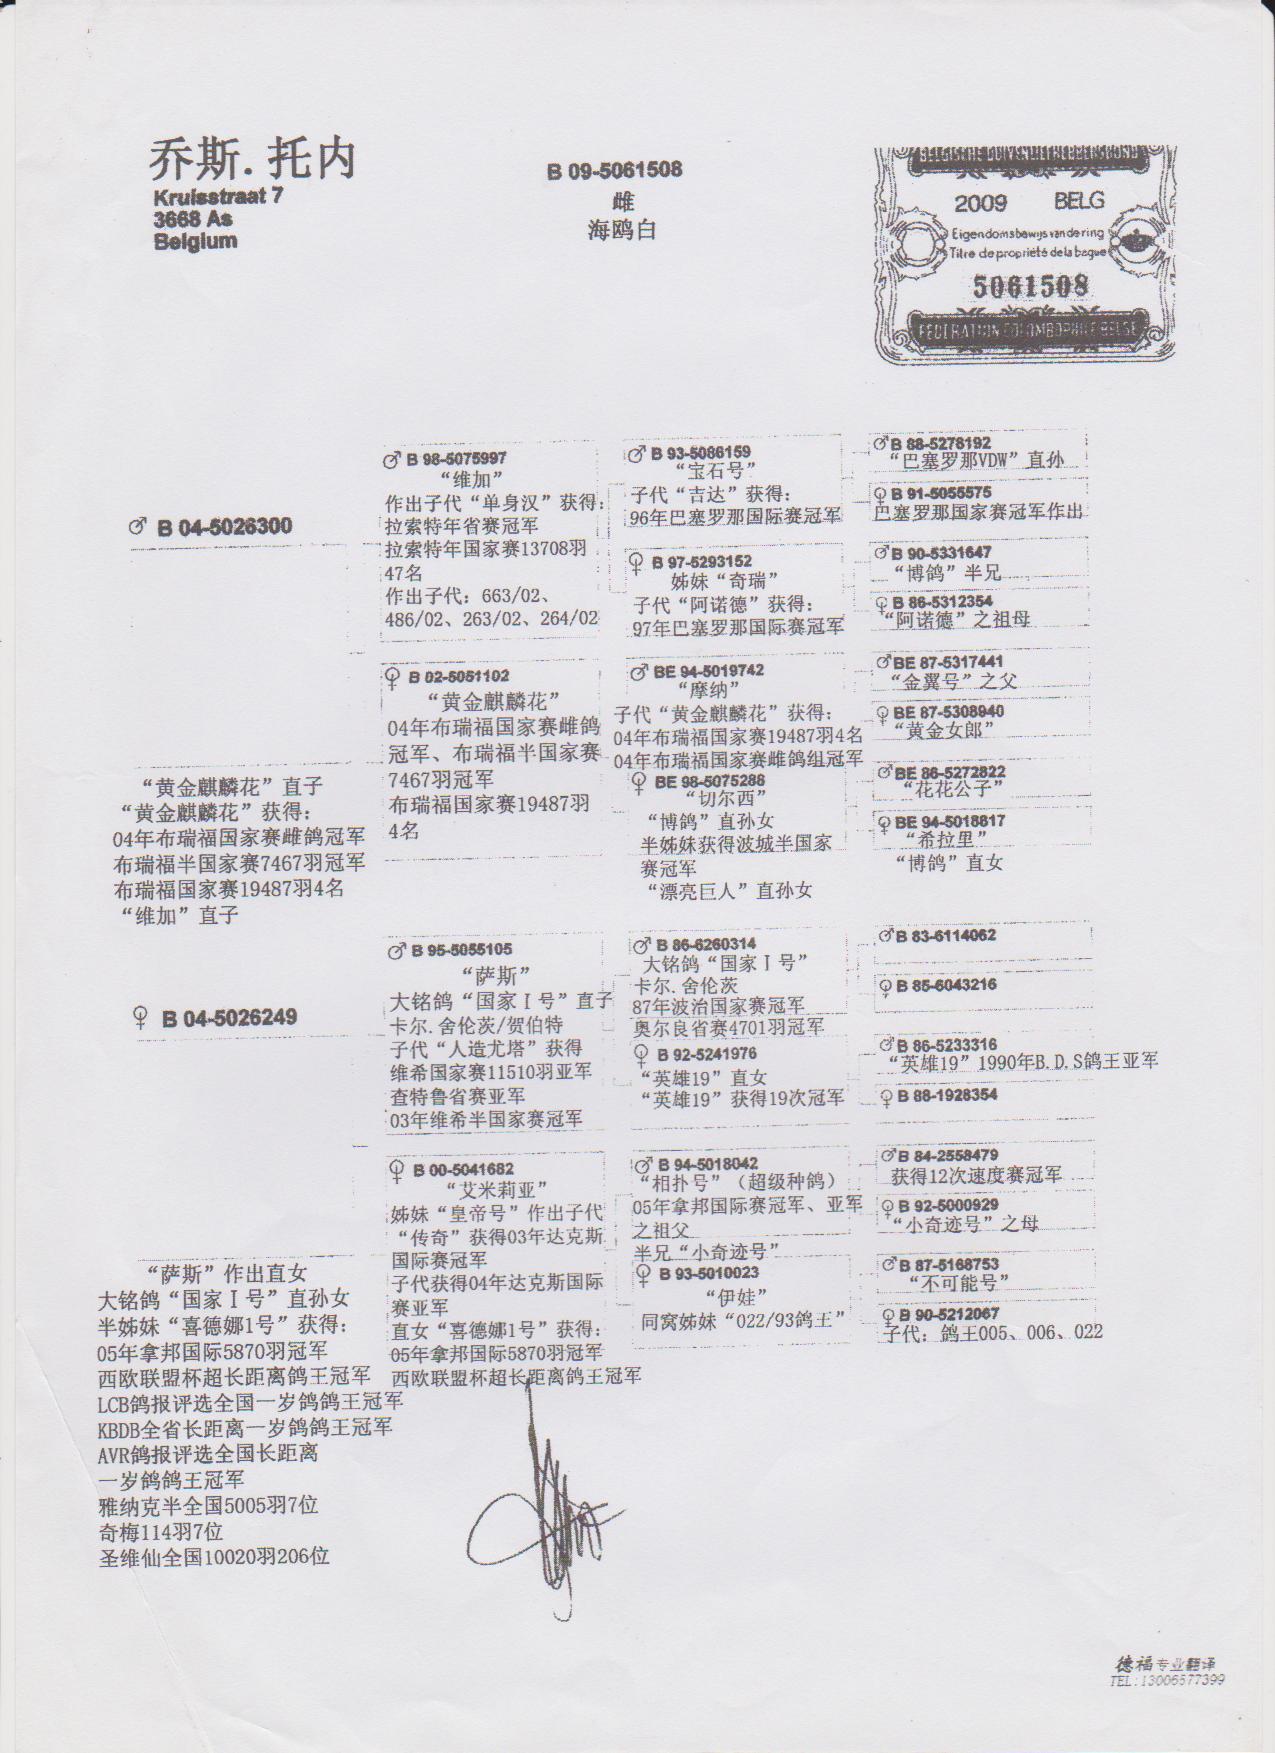 乔斯.托内
Kruisstraat 7
3668 As
Belgium
B 09-5061508
雌
海鸥白
BELGISCHE DUIVENLIEFHEBBERSBOND
2009 BELG
Eigendomsbewijs van de ring
Titre de propriété de la bague
5061508
FEDERATION COLOMBOPHILE BELGE
♂ B 04-5026300
“黄金麒麟花”直子
“黄金麒麟花”获得:
04年布瑞福国家赛雌鸽冠军
布瑞福半国家赛7467羽冠军
布瑞福国家赛19487羽4名
“维加”直子
♀ B 04-5026249
“萨斯”作出直女
大铭鸽“国家Ⅰ号”直孙女
半姊妹“喜德娜1号”获得:
05年拿邦国际5870羽冠军
西欧联盟杯超长距离鸽王冠军
LCB鸽报评选全国一岁鸽鸽王冠军
KBDB全省长距离一岁鸽鸽王冠军
AVR鸽报评选全国长距离
一岁鸽鸽王冠军
雅纳克半全国5005羽7位
奇梅114羽7位
圣维仙全国10020羽206位
♂ B 98-5075997
“维加”
作出子代“单身汉”获得:
拉索特年省赛冠军
拉索特年国家赛13708羽
47名
作出子代: 663/02、
486/02、263/02、264/02
♀ B 02-5051102
“黄金麒麟花”
04年布瑞福国家赛雌鸽
冠军、布瑞福半国家赛
7467羽冠军
布瑞福国家赛19487羽
4名
♂ B 95-5055105
“萨斯”
大铭鸽“国家Ⅰ号”直子
卡尔.舍伦茨/贺伯特
子代“人造尤塔”获得
维希国家赛11510羽亚军
查特鲁省赛亚军
03年维希半国家赛冠军
♀ B 00-5041682
“艾米莉亚”
姊妹“皇帝号”作出子代
“传奇”获得03年达克斯
国际赛冠军
子代获得04年达克斯国际
赛亚军
直女“喜德娜1号”获得:
05年拿邦国际5870羽冠军
西欧联盟杯超长距离鸽王冠军
♂ B 93-5086159
“宝石号”
子代“吉达”获得:
96年巴塞罗那国际赛冠军
♀ B 97-5293152
姊妹“奇瑞”
子代“阿诺德”获得:
97年巴塞罗那国际赛冠军
♂ BE 94-5019742
“摩纳”
子代“黄金麒麟花”获得:
04年布瑞福国家赛19487羽4名
04年布瑞福国家赛雌鸽组冠军
♀ BE 98-5075288
“切尔西”
“博鸽”直孙女
半姊妹获得波城半国家
赛冠军
“漂亮巨人”直孙女
♂ B 86-6260314
大铭鸽“国家Ⅰ号”
卡尔.舍伦茨
87年波治国家赛冠军
奥尔良省赛4701羽冠军
♀ B 92-5241976
“英雄19”直女
“英雄19”获得19次冠军
♂ B 94-5018042
“相扑号”（超级种鸽）
05年拿邦国际赛冠军、亚军
之祖父
半兄“小奇迹号”
♀ B 93-5010023
“伊娃”
同窝姊妹“022/93鸽王”
♂ B 88-5278192
“巴塞罗那VDW”直孙
♀ B 91-5055575
巴塞罗那国家赛冠军作出
♂ B 90-5331647
“博鸽”半兄
♀ B 86-5312354
“阿诺德”之祖母
♂ BE 87-5317441
“金翼号”之父
♀ BE 87-5308940
“黄金女郎”
♂ BE 86-5272822
“花花公子”
♀ BE 94-5018817
“希拉里”
“博鸽”直女
♂ B 83-6114062
♀ B 85-6043216
♂ B 86-5233316
“英雄19”1990年B.D.S鸽王亚军
♀ B 88-1928354
♂ B 84-2558479
获得12次速度赛冠军
♀ B 92-5000929
“小奇迹号”之母
♂ B 87-5168753
“不可能号”
♀ B 90-5212067
子代: 鸽王005、006、022
德福专业翻译
TEL:13006577399